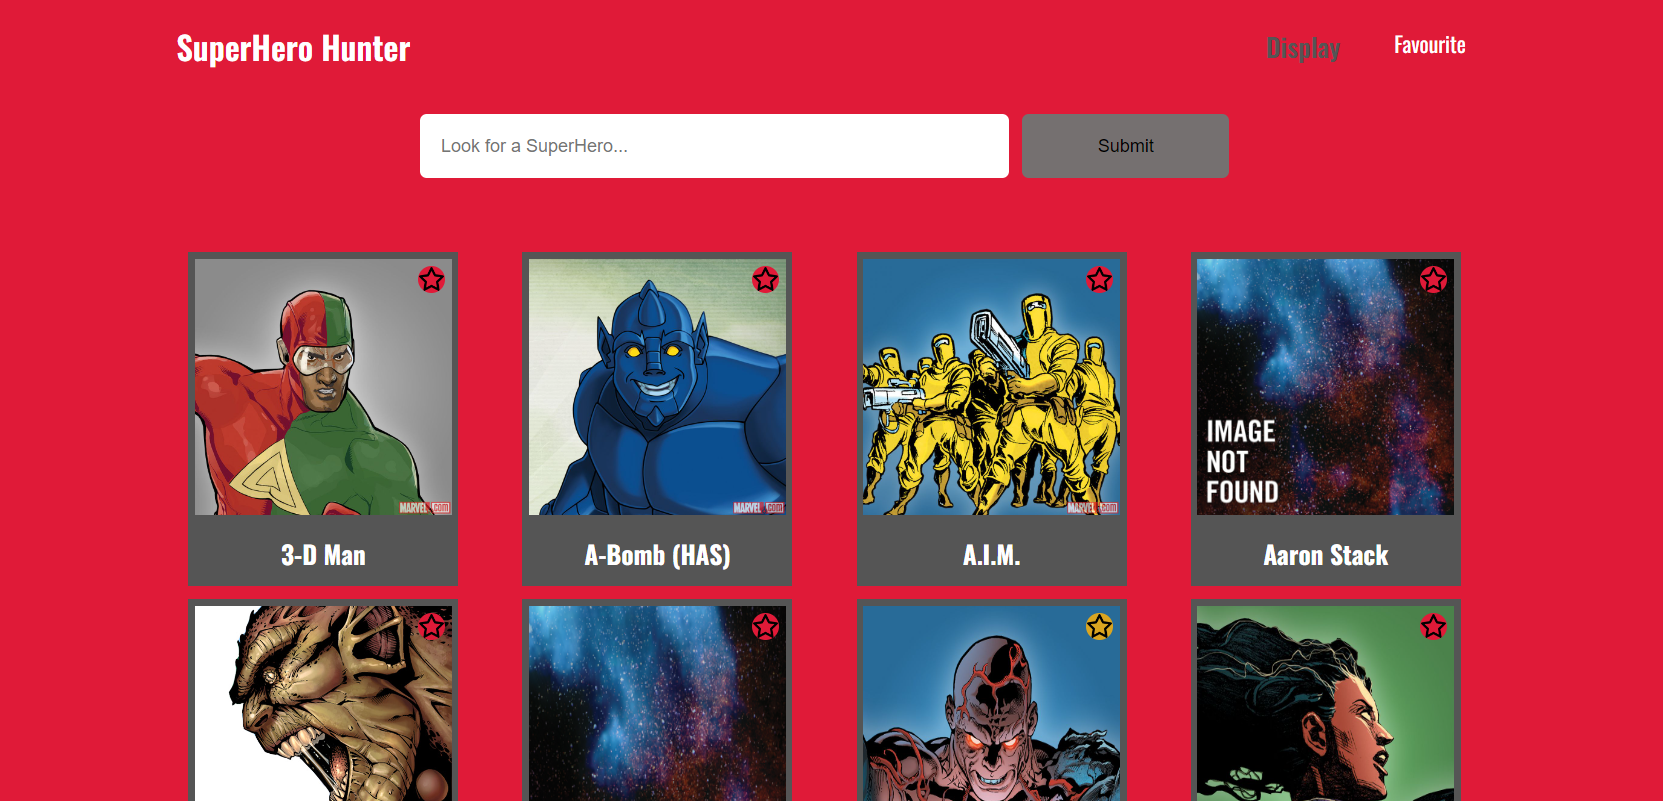 SuperHero Hunter
Display
Favourite
Look for a SuperHero...
Submit
MARVEL.com
MARVEL.com
MARVEL.com
IMAGE
NOT
FOUND
3-D Man
A-Bomb (HAS)
A.I.M.
Aaron Stack